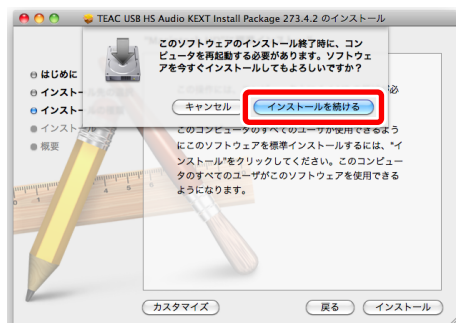 TEAC USB HS Audio KEXT Install Package 273.4.2 のインストール
このソフトウェアのインストール終了時に、コン
ピュータを再起動する必要があります。ソフトウェ
アを今すぐインストールしてもよろしいですか？
キャンセル
インストールを続ける
はじめに
インスト
インスト
インスト
概要
必
このコンピュータのすべてのユーザが使用できるよう
にこのソフトウェアを標準インストールするには、"イ
ンストール"をクリックしてください。このコンピュー
タのすべてのユーザがこのソフトウェアを使用できる
ようになります。
カスタマイズ
戻る
インストール